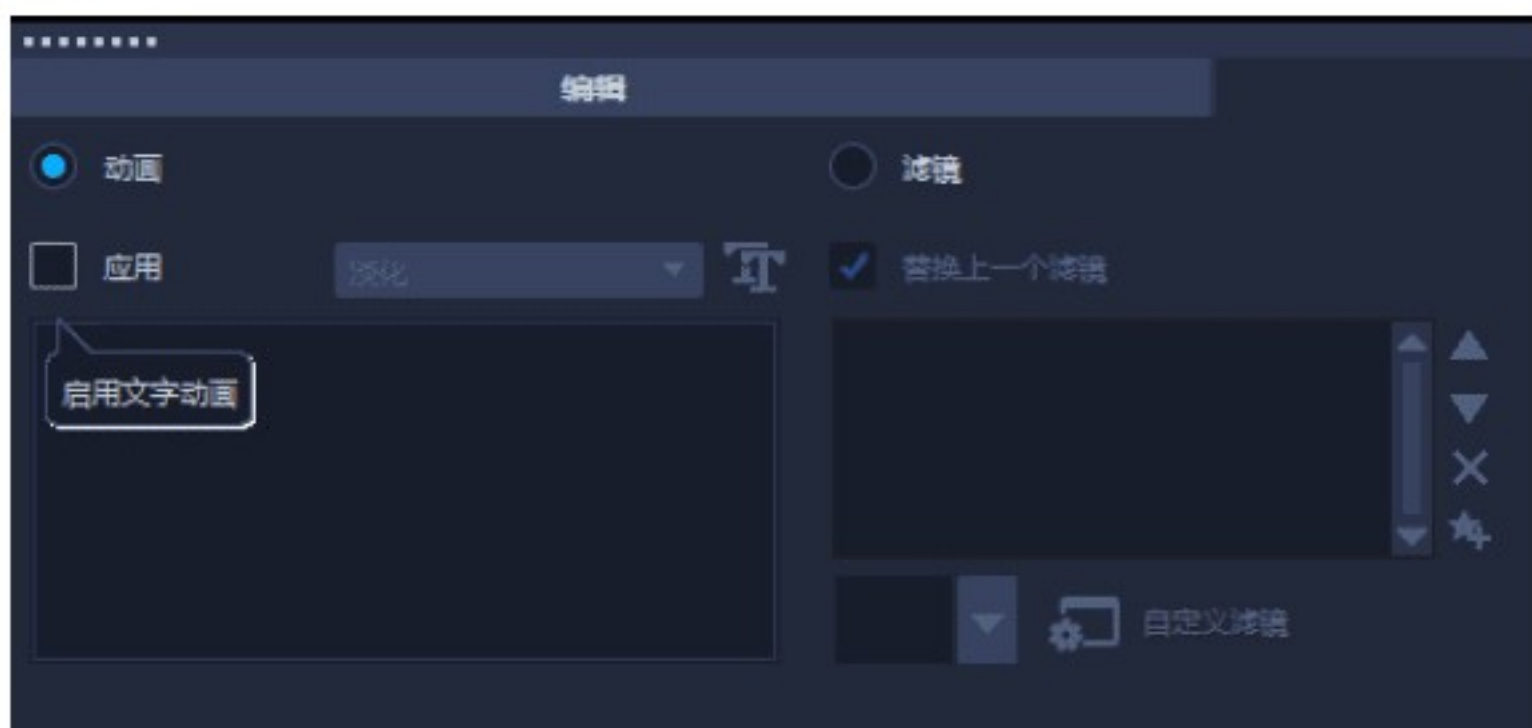 编辑
动画
滤镜
应用
淡化
替换上一个滤镜
启用文字动画
自定义滤镜